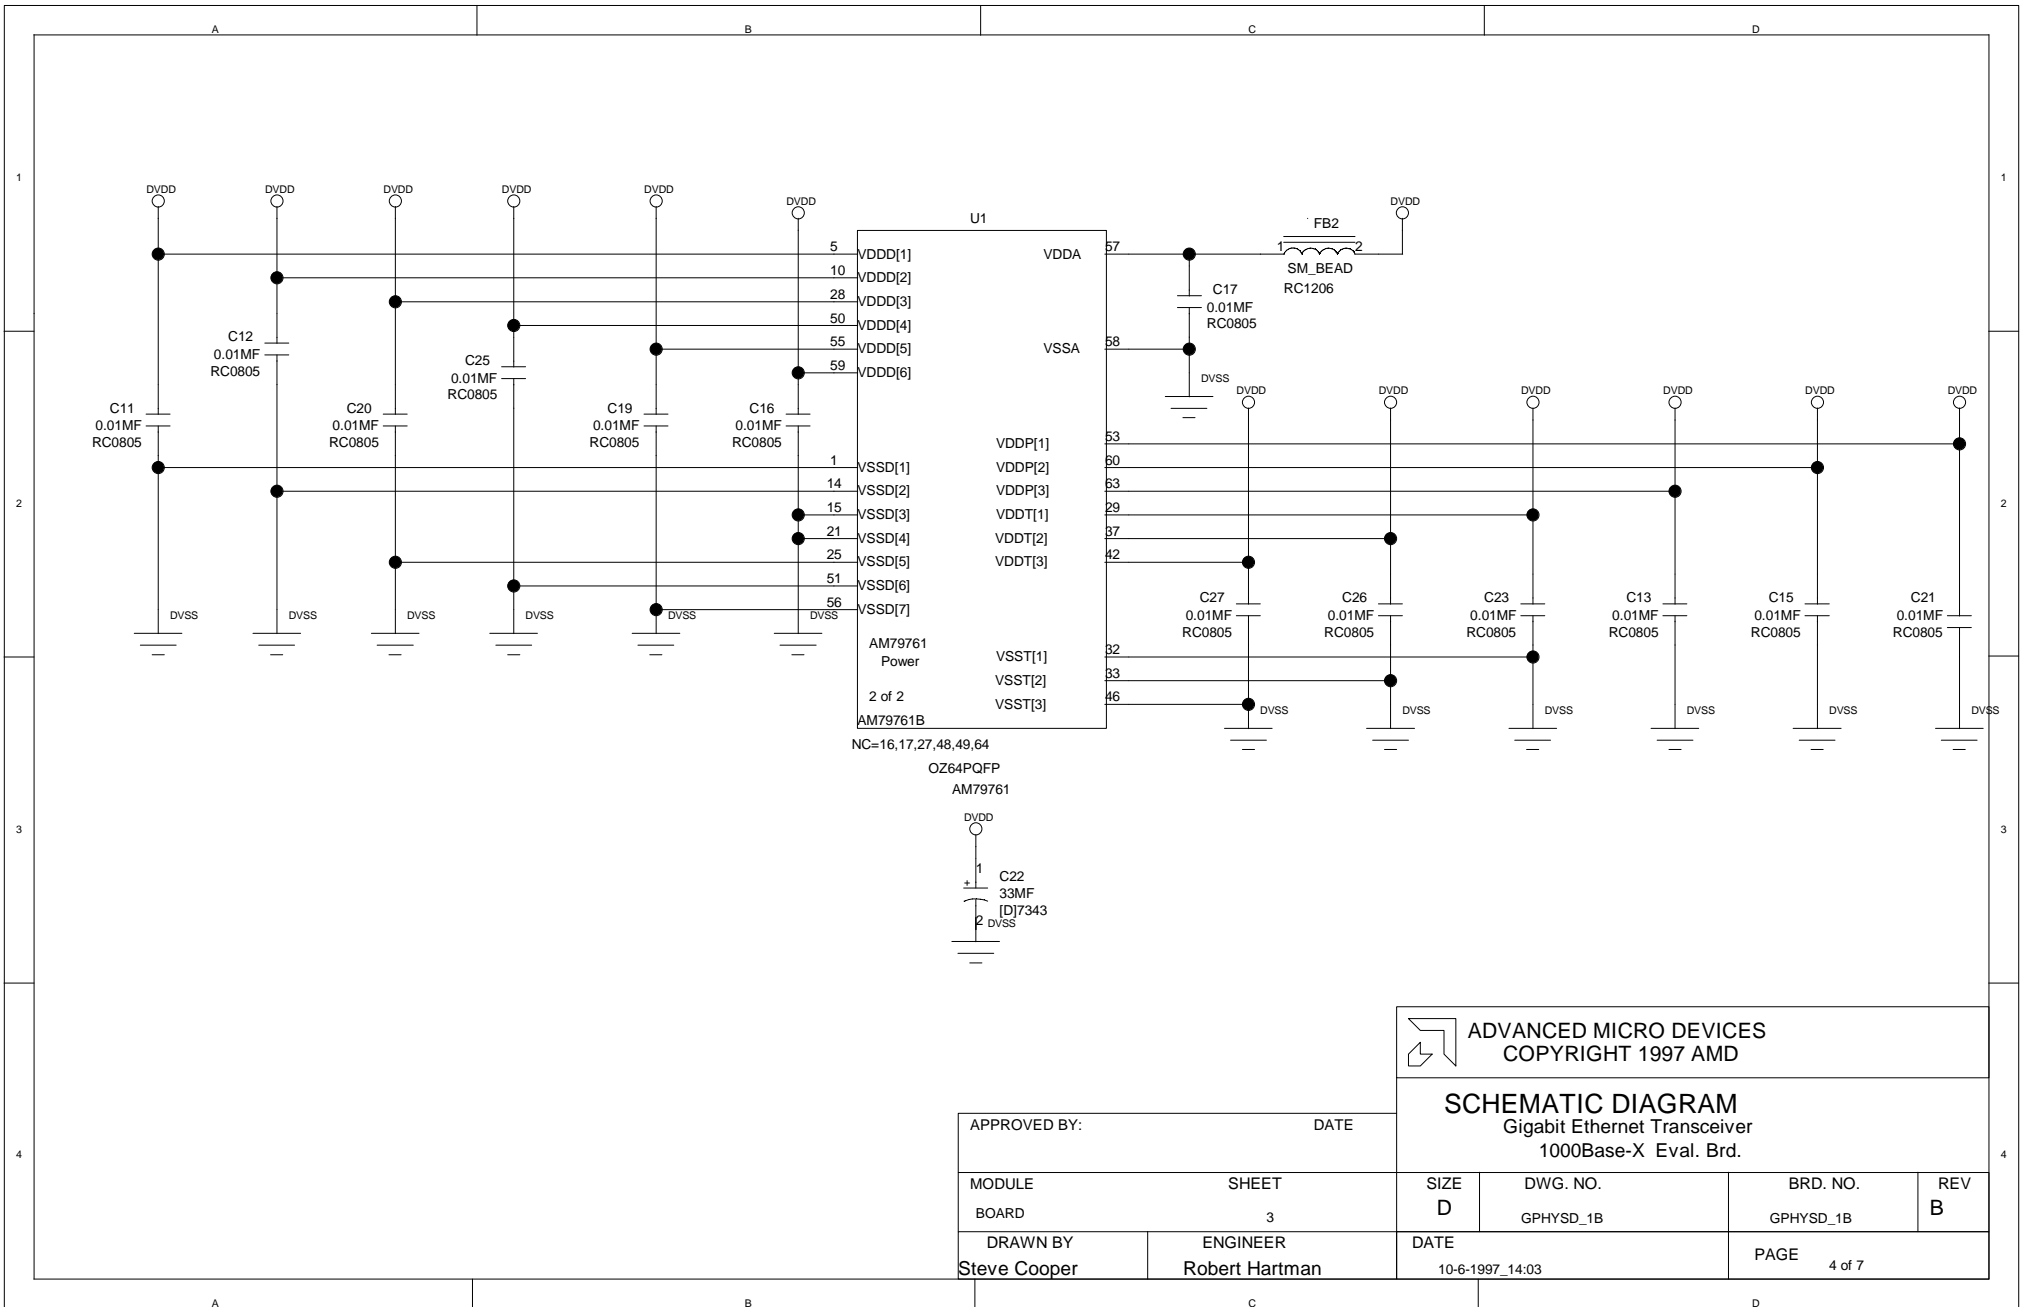 A B C D
1 1
DVDD DVDD DVDD DVDD DVDD DVDD DVDD
U1
FB2
1 2
SM_BEAD
RC1206
5 VDDD[1]
10 VDDD[2]
28 VDDD[3]
50 VDDD[4]
55 VDDD[5]
59 VDDD[6]
VDDA 57
VSSA 58
C17
0.01MF
RC0805
DVSS
C12
0.01MF
RC0805
C25
0.01MF
RC0805
C11
0.01MF
RC0805
C20
0.01MF
RC0805
C19
0.01MF
RC0805
C16
0.01MF
RC0805
DVDD DVDD DVDD DVDD DVDD DVDD
2 2
1 VSSD[1]
14 VSSD[2]
15 VSSD[3]
21 VSSD[4]
25 VSSD[5]
51 VSSD[6]
56 VSSD[7]
VDDP[1] 53
VDDP[2] 60
VDDP[3] 63
VDDT[1] 29
VDDT[2] 37
VDDT[3] 42
VSST[1] 32
VSST[2] 33
VSST[3] 46
DVSS DVSS DVSS DVSS DVSS DVSS
C27
0.01MF
RC0805
C26
0.01MF
RC0805
C23
0.01MF
RC0805
C13
0.01MF
RC0805
C15
0.01MF
RC0805
C21
0.01MF
RC0805
DVSS DVSS DVSS DVSS DVSS DVSS
AM79761
Power
2 of 2
AM79761B
NC=16,17,27,48,49,64
OZ64PQFP
AM79761
3 3
DVDD
1
+
C22
33MF
[D]7343
2 DVSS
4 4
ADVANCED MICRO DEVICES
COPYRIGHT 1997 AMD
SCHEMATIC DIAGRAM
Gigabit Ethernet Transceiver
1000Base-X Eval. Brd.
APPROVED BY: DATE
MODULE SHEET
BOARD 3
SIZE DWG. NO. BRD. NO. REV
D GPHYSD_1B GPHYSD_1B B
DRAWN BY ENGINEER
Steve Cooper Robert Hartman
DATE
10-6-1997_14:03
PAGE 4 of 7
A B C D